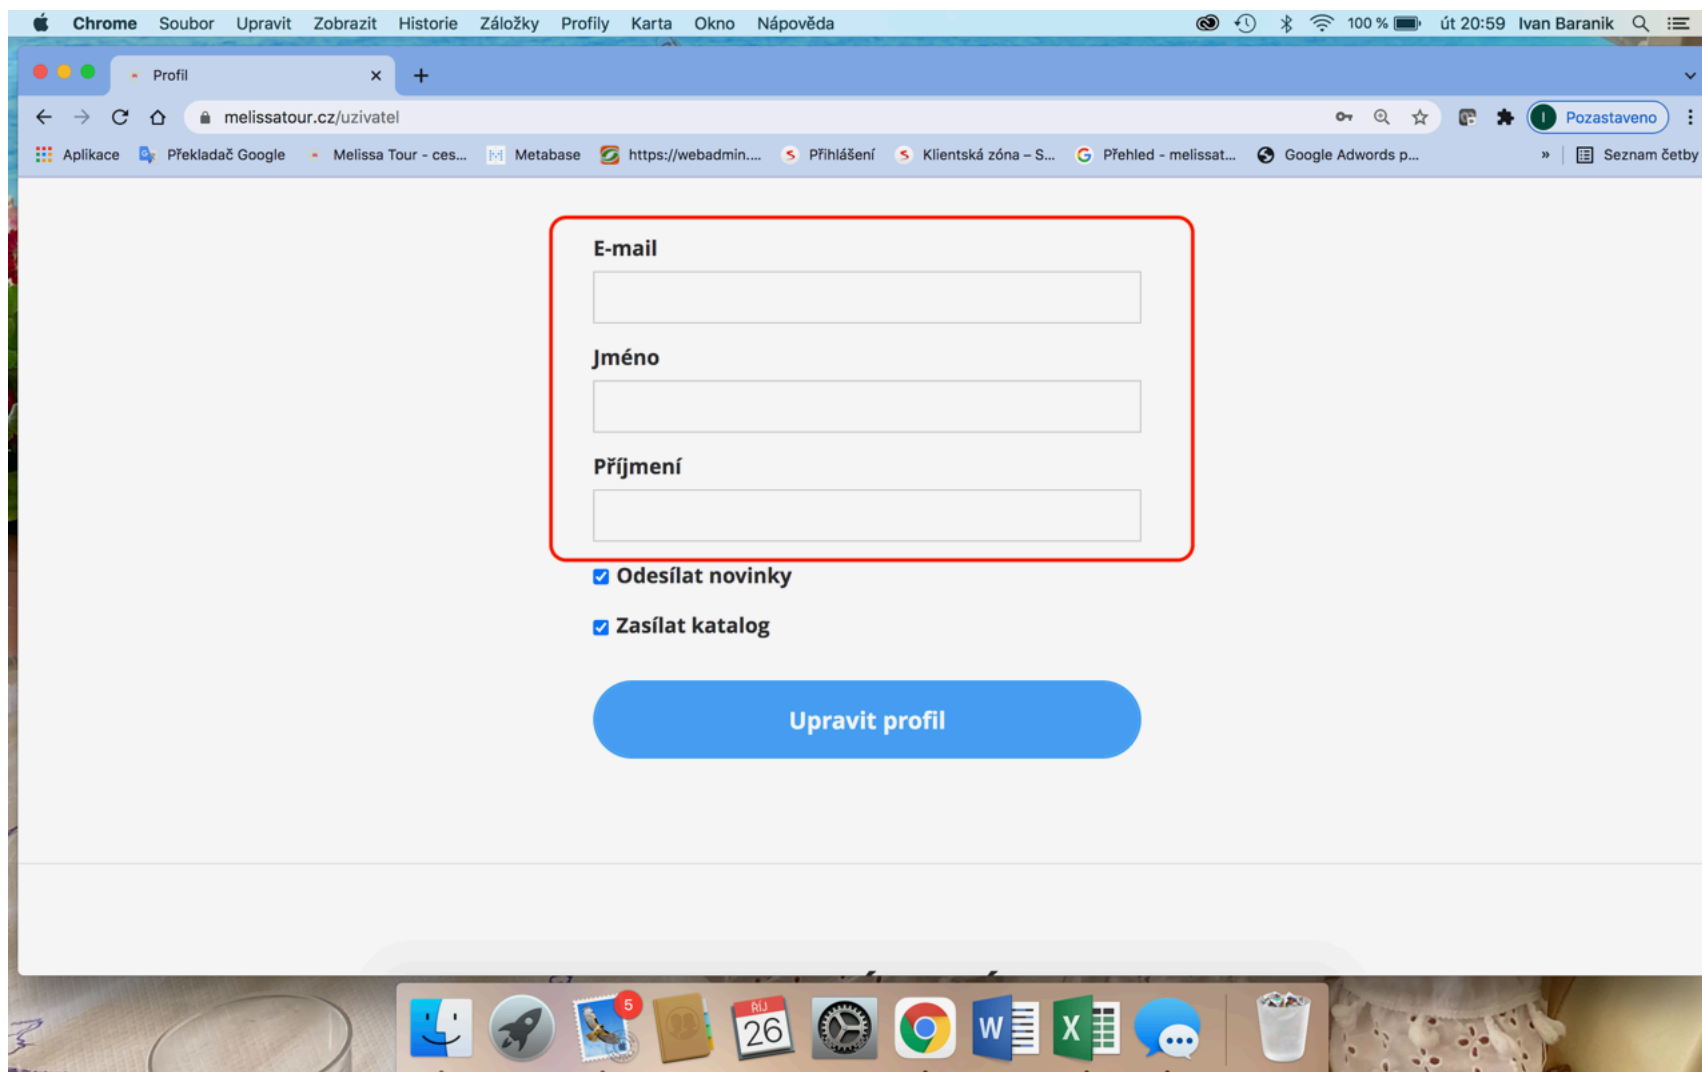 Chrome Soubor Upravit Zobrazit Historie Záložky Profily Karta Okno Nápověda 100 % út 20:59 Ivan Baranik
Profil
melissatour.cz/uzivatel Pozastaveno
Aplikace Překladač Google Melissa Tour - ces... Metabase https://webadmin.... Přihlášení Klientská zóna – S... Přehled - melissat... Google Adwords p... » Seznam četby
E-mail
Jméno
Příjmení
Odesílat novinky
Zasílat katalog
Upravit profil
5
ŘÍJ
26
W
X